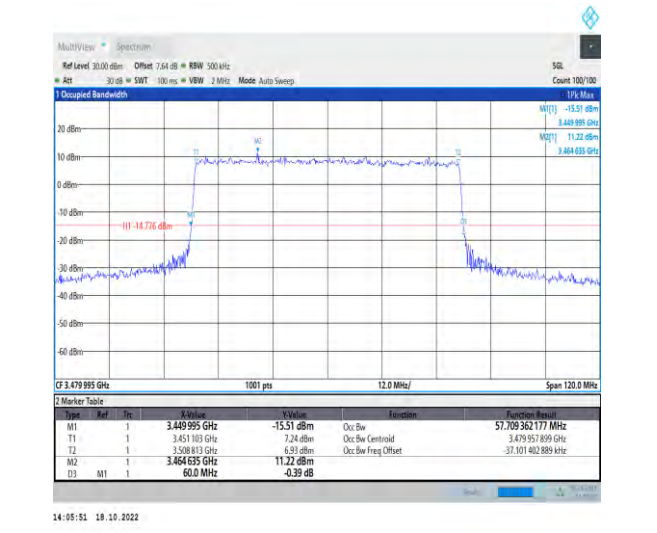 MultiView Spectrum
Ref Level 30.00 dBm Offset 7.64 dB RBW 500 kHz SGL
Att 30 dB SWT 100 ms VBW 2 MHz Mode Auto Sweep Count 100/100
1 Occupied Bandwidth 1Pk Max
M1[1] -15.51 dBm
3.449 995 GHz
M2[1] 11.22 dBm
3.464 635 GHz
20 dBm
M2
T1 T2
10 dBm
0 dBm
-10 dBm
M1
H1 -14.776 dBm D3
-20 dBm
-30 dBm
-40 dBm
-50 dBm
-60 dBm
CF 3.479 995 GHz 1001 pts 12.0 MHz/ Span 120.0 MHz
2 Marker Table
Type Ref Trc X-Value Y-Value Function Function Result
M1 1 3.449 995 GHz -15.51 dBm Occ Bw 57.709 362 177 MHz
T1 1 3.451 103 GHz 7.24 dBm Occ Bw Centroid 3.479 957 899 GHz
T2 1 3.508 813 GHz 6.93 dBm Occ Bw Freq Offset -37.101 402 889 kHz
M2 1 3.464 635 GHz 11.22 dBm
D3 M1 1 60.0 MHz -0.39 dB
14:05:51 18.10.2022